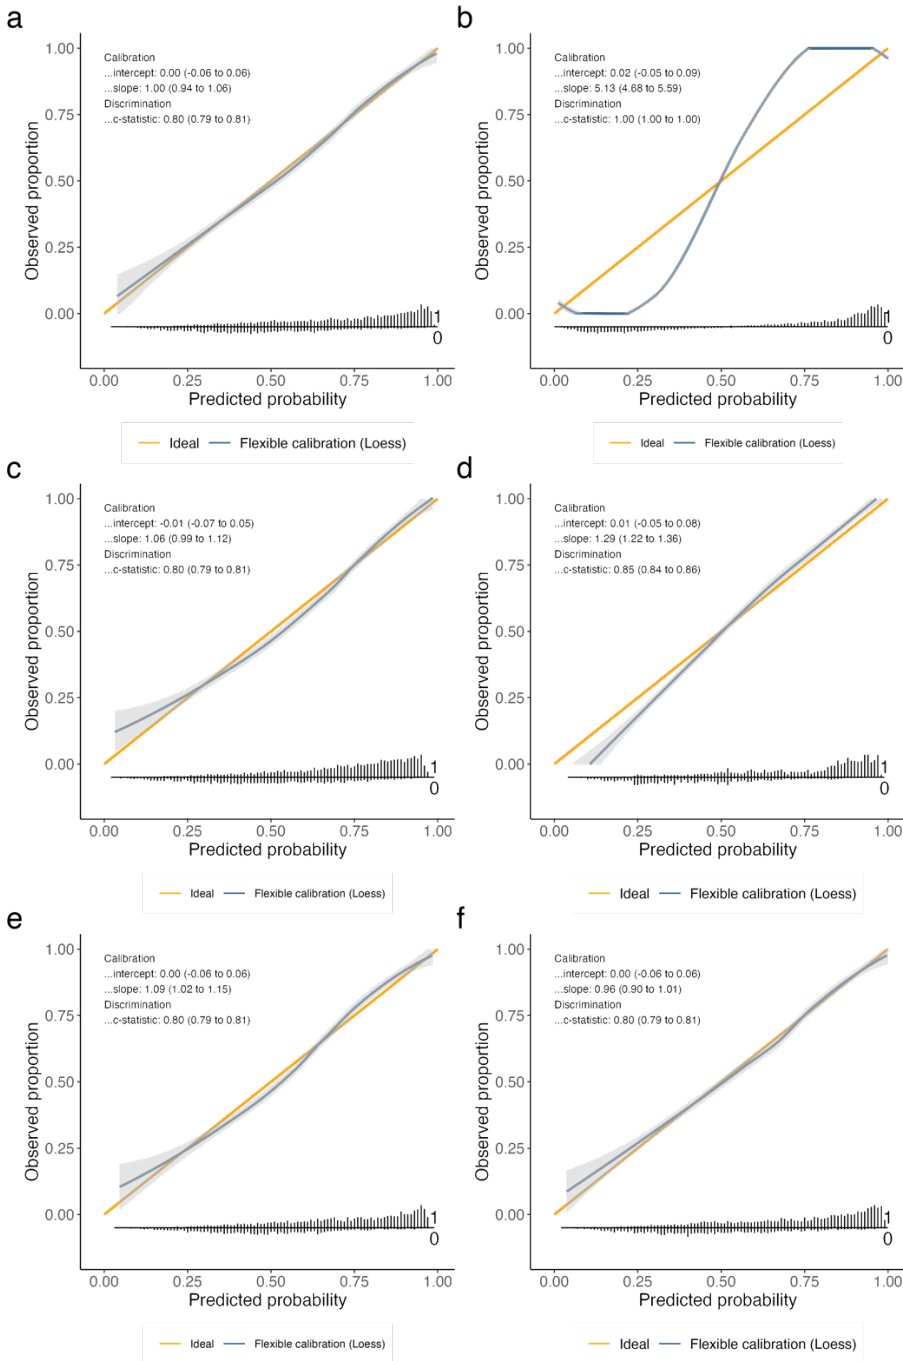 a
Calibration
...intercept: 0.00 (-0.06 to 0.06)
...slope: 1.00 (0.94 to 1.06)
Discrimination
...c-statistic: 0.80 (0.79 to 0.81)
Observed proportion
1.00
0.75
0.50
0.25
0.00
1
0
0.00 0.25 0.50 0.75 1.00
Predicted probability
Ideal Flexible calibration (Loess)
b
Calibration
...intercept: 0.02 (-0.05 to 0.09)
...slope: 5.13 (4.68 to 5.59)
Discrimination
...c-statistic: 1.00 (1.00 to 1.00)
Observed proportion
1.00
0.75
0.50
0.25
0.00
1
0
0.00 0.25 0.50 0.75 1.00
Predicted probability
Ideal Flexible calibration (Loess)
c
Calibration
...intercept: -0.01 (-0.07 to 0.05)
...slope: 1.06 (0.99 to 1.12)
Discrimination
...c-statistic: 0.80 (0.79 to 0.81)
Observed proportion
1.00
0.75
0.50
0.25
0.00
1
0
0.00 0.25 0.50 0.75 1.00
Predicted probability
Ideal Flexible calibration (Loess)
d
Calibration
...intercept: 0.01 (-0.05 to 0.08)
...slope: 1.29 (1.22 to 1.36)
Discrimination
...c-statistic: 0.85 (0.84 to 0.86)
Observed proportion
1.00
0.75
0.50
0.25
0.00
1
0
0.00 0.25 0.50 0.75 1.00
Predicted probability
Ideal Flexible calibration (Loess)
e
Calibration
...intercept: 0.00 (-0.06 to 0.06)
...slope: 1.09 (1.02 to 1.15)
Discrimination
...c-statistic: 0.80 (0.79 to 0.81)
Observed proportion
1.00
0.75
0.50
0.25
0.00
1
0
0.00 0.25 0.50 0.75 1.00
Predicted probability
Ideal Flexible calibration (Loess)
f
Calibration
...intercept: 0.00 (-0.06 to 0.06)
...slope: 0.96 (0.90 to 1.01)
Discrimination
...c-statistic: 0.80 (0.79 to 0.81)
Observed proportion
1.00
0.75
0.50
0.25
0.00
1
0
0.00 0.25 0.50 0.75 1.00
Predicted probability
Ideal Flexible calibration (Loess)